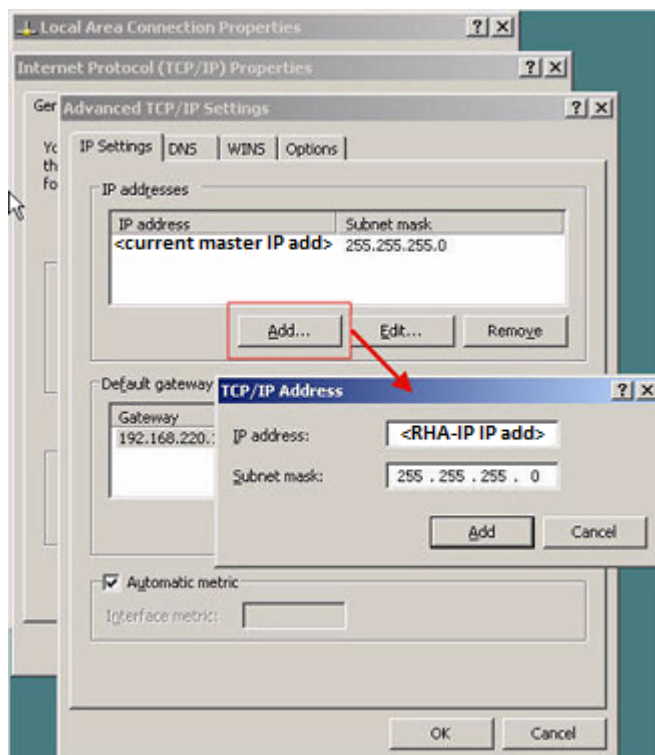 Local Area Connection Properties
Internet Protocol (TCP/IP) Properties
Advanced TCP/IP Settings
IP Settings DNS WINS Options
IP addresses
IP address Subnet mask
<current master IP add> 255.255.255.0
Add... Edit... Remove
Default gateway
Gateway
192.168.220.
TCP/IP Address
IP address: <RHA-IP IP add>
Subnet mask: 255 . 255 . 255 . 0
Add Cancel
Automatic metric
Interface metric:
OK Cancel